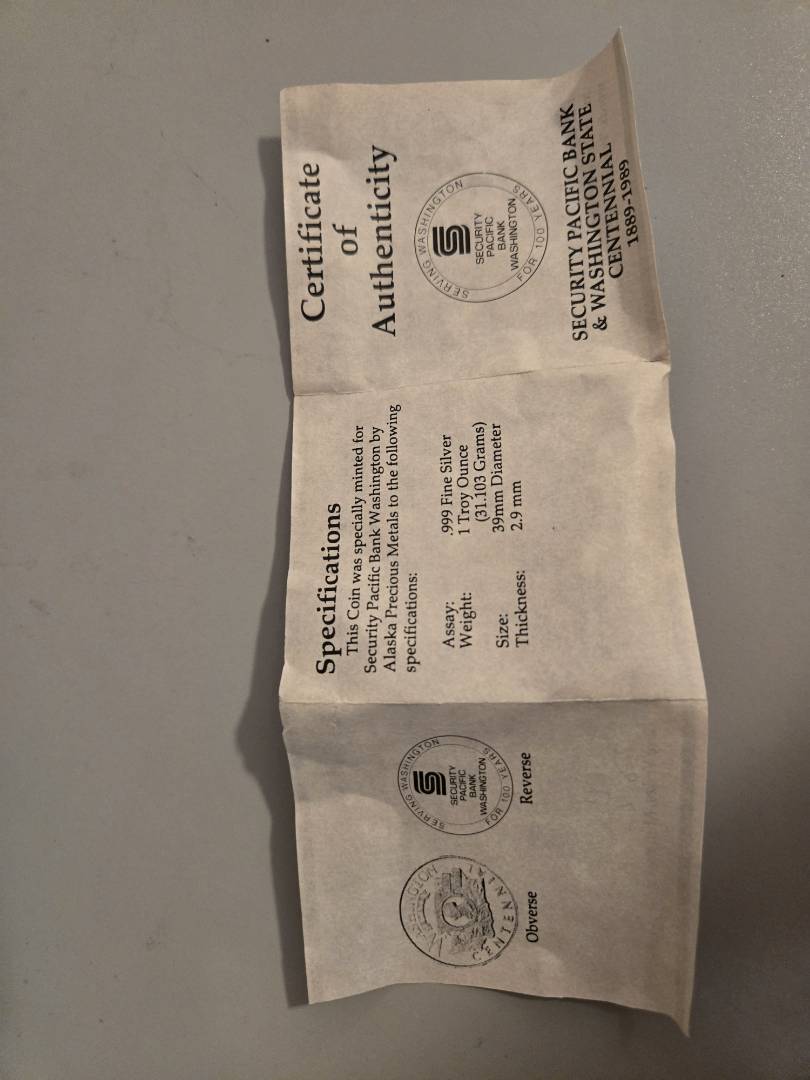 Certificate
of
Authenticity
SERVING WASHINGTON
SECURITY
PACIFIC
BANK
WASHINGTON
FOR 100 YEARS
SECURITY PACIFIC BANK
& WASHINGTON STATE
CENTENNIAL
1889-1989
Specifications
This Coin was specially minted for
Security Pacific Bank Washington by
Alaska Precious Metals to the following
specifications:
Assay: .999 Fine Silver
Weight: 1 Troy Ounce
(31.103 Grams)
Size: 39mm Diameter
Thickness: 2.9 mm
WASHINGTON
CENTENNIAL
Obverse
SERVING WASHINGTON
SECURITY
PACIFIC
BANK
WASHINGTON
FOR 100 YEARS
Reverse